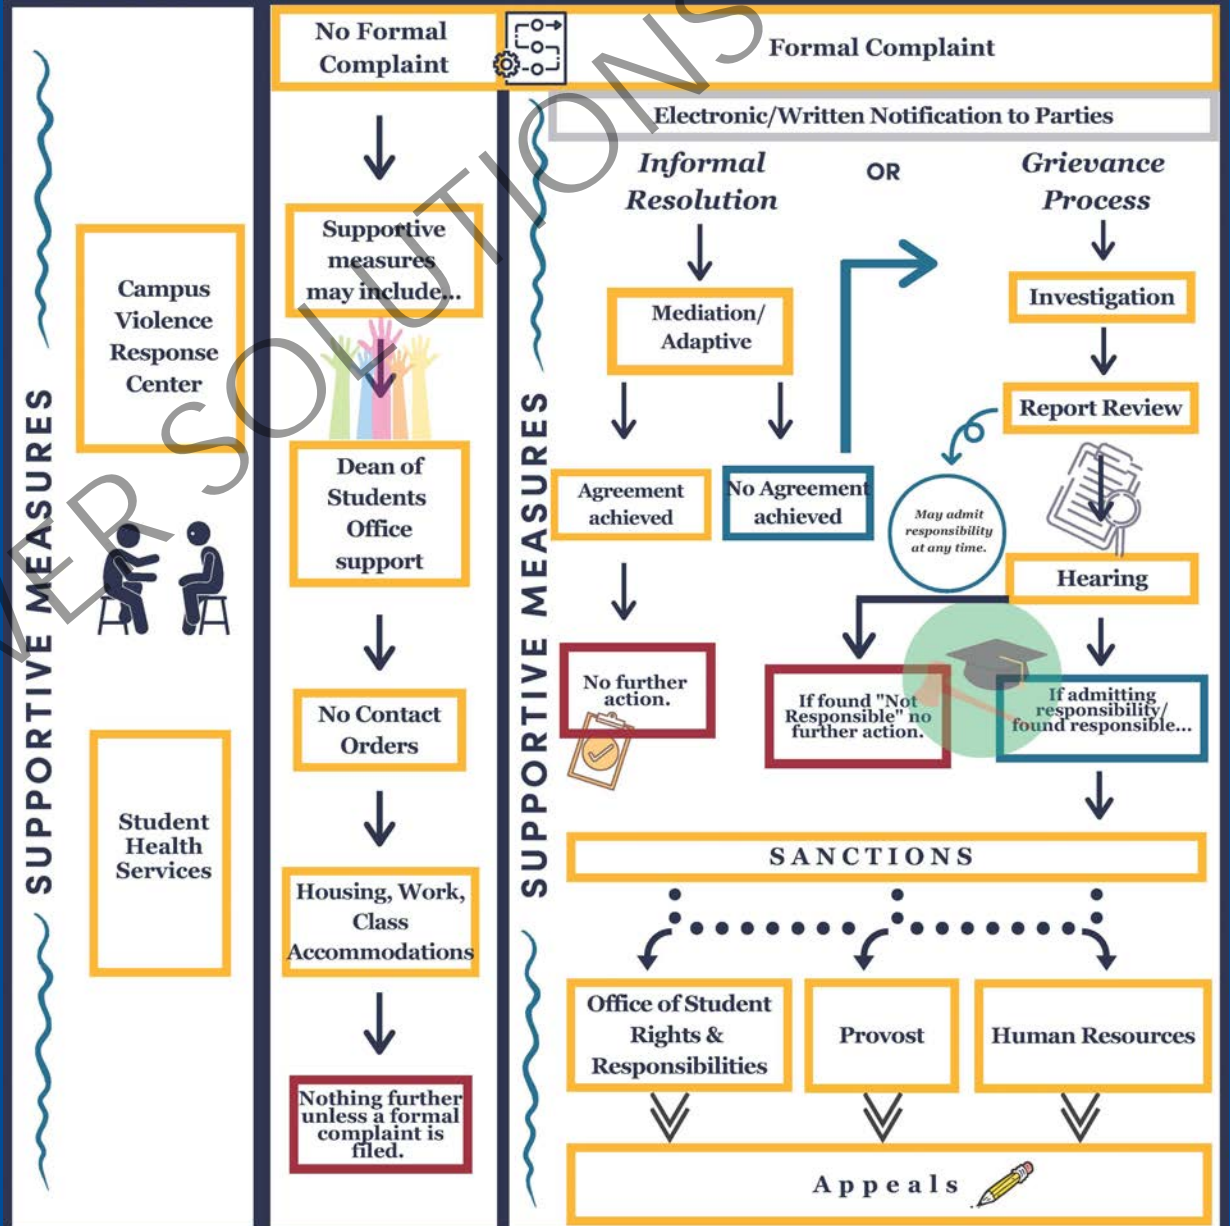 SUPPORTIVE MEASURES
Campus
Violence
Response
Center
Student
Health
Services
No Formal
Complaint
Supportive
measures
may include...
Dean of
Students
Office
support
No Contact
Orders
Housing, Work,
Class
Accommodations
Nothing further
unless a formal
complaint is
filed.
Formal Complaint
Electronic/Written Notification to Parties
SUPPORTIVE MEASURES
Informal
Resolution
OR
Grievance
Process
Mediation/
Adaptive
Agreement
achieved
No Agreement
achieved
No further
action.
Investigation
Report Review
May admit
responsibility
at any time.
Hearing
If found "Not
Responsible" no
further action.
If admitting
responsibility/
found responsible...
SANCTIONS
Office of Student
Rights &
Responsibilities
Provost
Human Resources
Appeals
VER SOLUTIONS